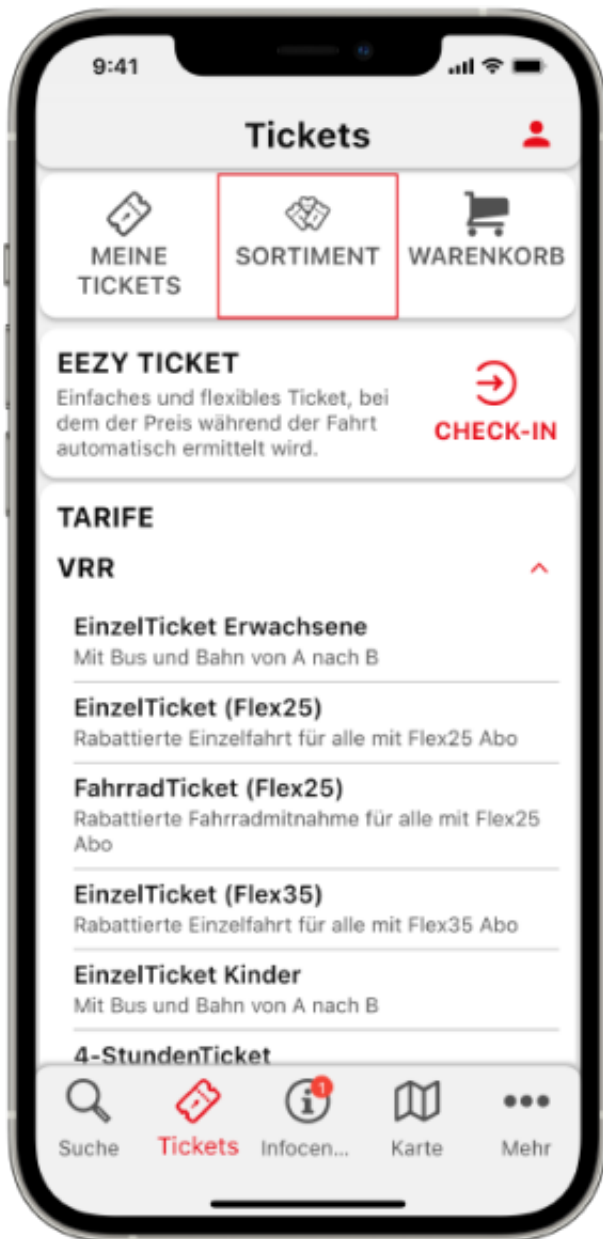 9:41
Tickets
MEINE
TICKETS
SORTIMENT
WARENKORB
EEZY TICKET
Einfaches und flexibles Ticket, bei
dem der Preis während der Fahrt
automatisch ermittelt wird.
CHECK-IN
TARIFE
VRR
EinzelTicket Erwachsene
Mit Bus und Bahn von A nach B
EinzelTicket (Flex25)
Rabattierte Einzelfahrt für alle mit Flex25 Abo
FahrradTicket (Flex25)
Rabattierte Fahrradmitnahme für alle mit Flex25
Abo
EinzelTicket (Flex35)
Rabattierte Einzelfahrt für alle mit Flex35 Abo
EinzelTicket Kinder
Mit Bus und Bahn von A nach B
4-StundenTicket
1
Suche
Tickets
Infocen...
Karte
Mehr